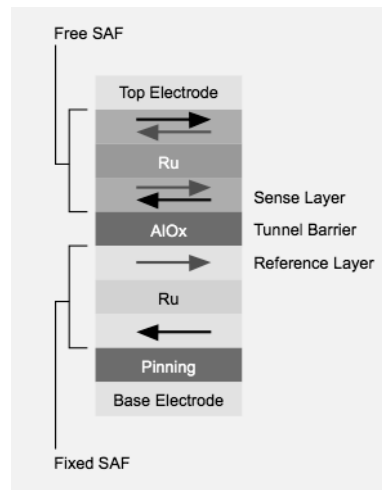 Free SAF
Top Electrode
Ru
Sense Layer
AlOx
Tunnel Barrier
Reference Layer
Ru
Pinning
Base Electrode
Fixed SAF